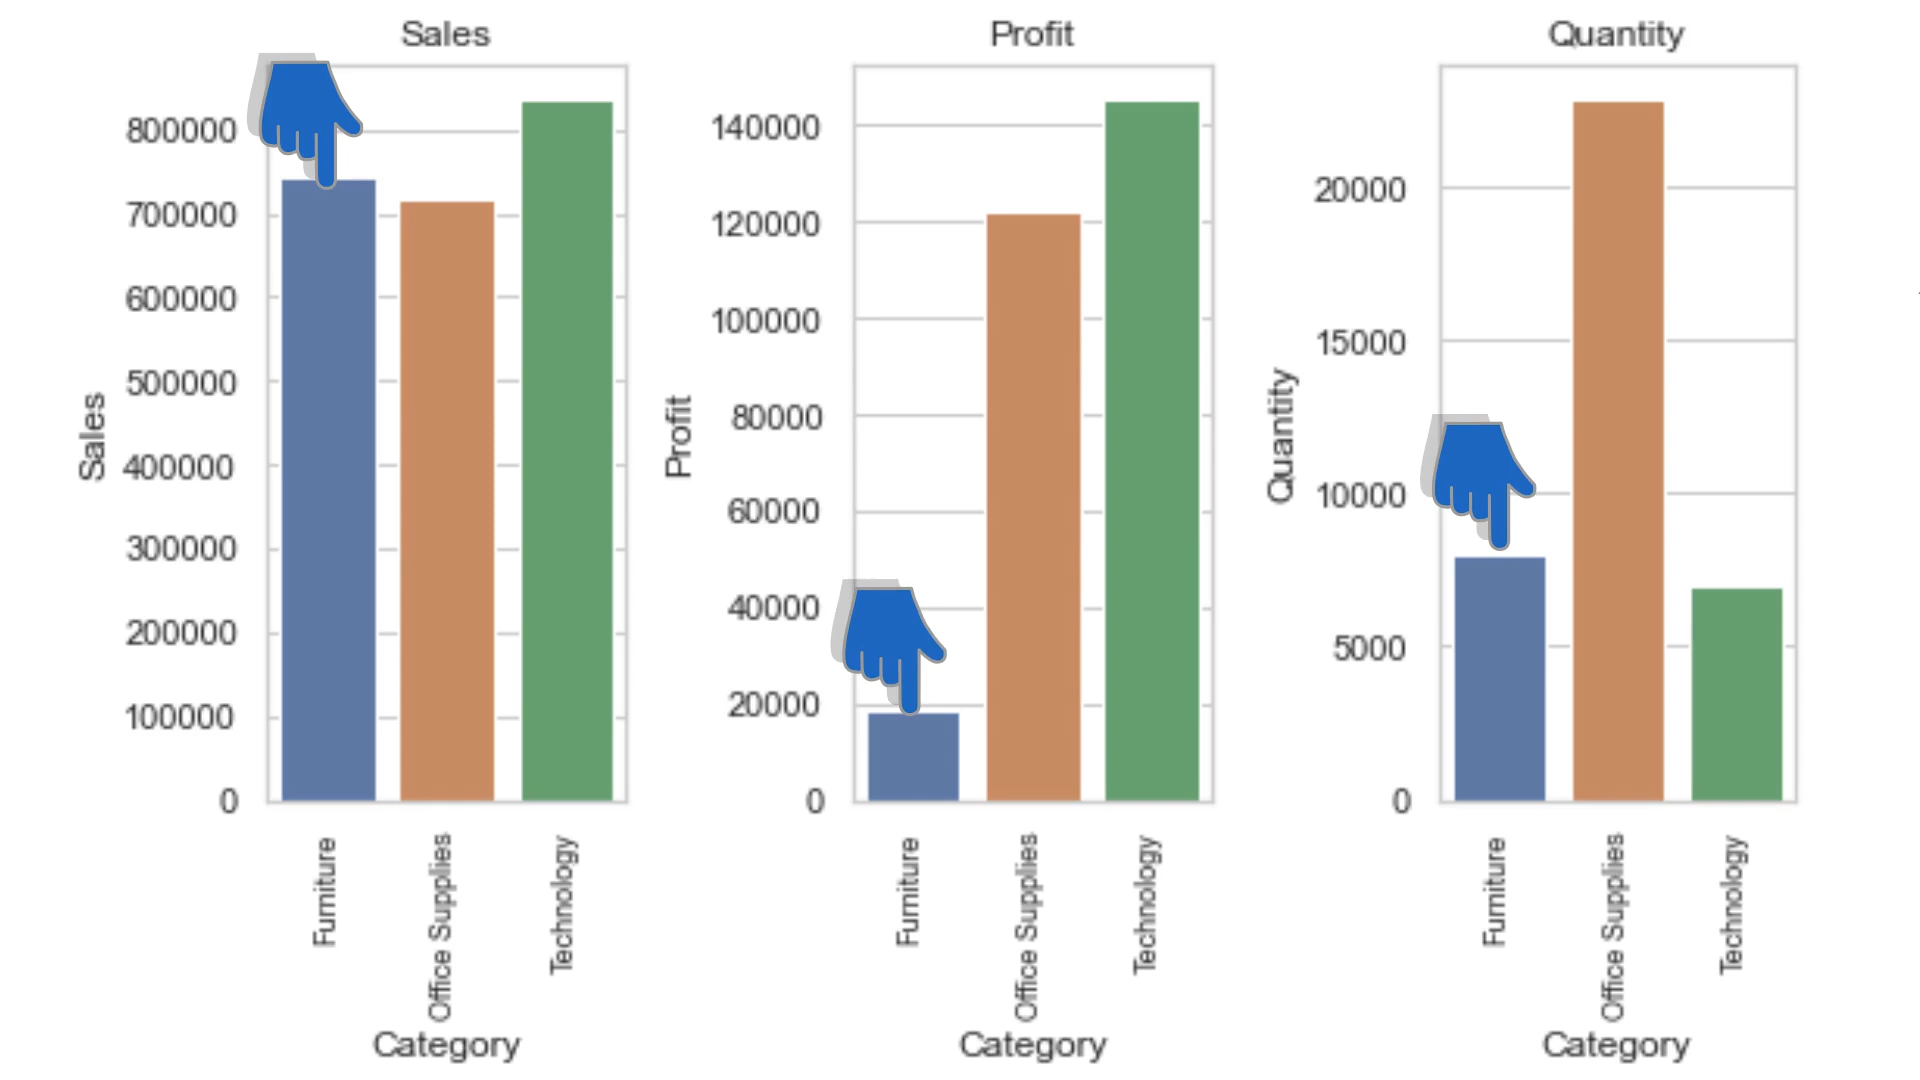 Sales
Sales
800000
700000
600000
500000
400000
300000
200000
100000
0
Furniture
Office Supplies
Technology
Category
Profit
Profit
140000
120000
100000
80000
60000
40000
20000
0
Furniture
Office Supplies
Technology
Category
Quantity
Quantity
20000
15000
10000
5000
0
Furniture
Office Supplies
Technology
Category